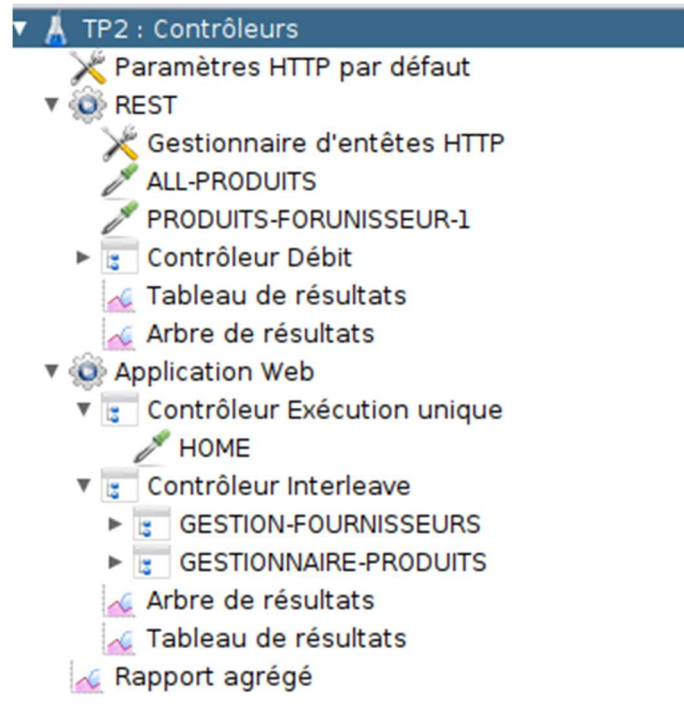 TP2 : Contrôleurs
Paramètres HTTP par défaut
REST
Gestionnaire d'entêtes HTTP
ALL-PRODUITS
PRODUITS-FORUNISSEUR-1
Contrôleur Débit
Tableau de résultats
Arbre de résultats
Application Web
Contrôleur Exécution unique
HOME
Contrôleur Interleave
GESTION-FOURNISSEURS
GESTIONNAIRE-PRODUITS
Arbre de résultats
Tableau de résultats
Rapport agrégé